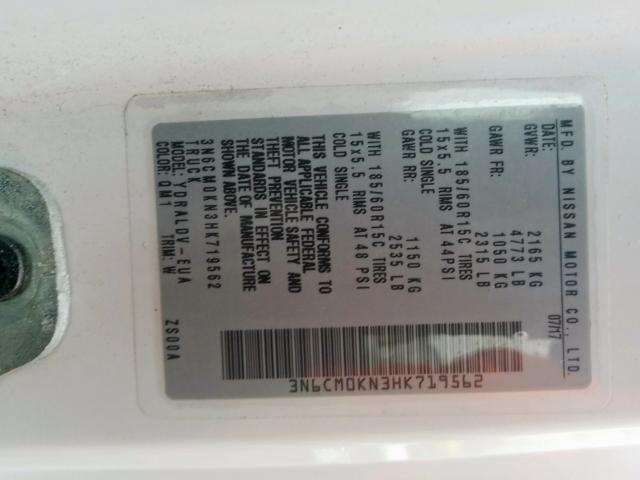 MFD. BY NISSAN MOTOR CO., LTD.
DATE: 07/17
GVWR: 2165 KG
4773 LB
GAWR FR: 1050 KG
2315 LB
WITH 185/60R15C TIRES
15x5.5 RIMS AT 44PSI
COLD SINGLE
GAWR RR: 1150 KG
2535 LB
WITH 185/60R15C TIRES
15x5.5 RIMS AT 48 PSI
COLD SINGLE
THIS VEHICLE CONFORMS TO
ALL APPLICABLE FEDERAL
MOTOR VEHICLE SAFETY AND
THEFT PREVENTION
STANDARDS IN EFFECT ON
THE DATE OF MANUFACTURE
SHOWN ABOVE.
3N6CM0KN3HK719562
TRUCK
MODEL: YDRALDV-EUA
COLOR: QM1 TRIM: W ZS00A
3N6CM0KN3HK719562